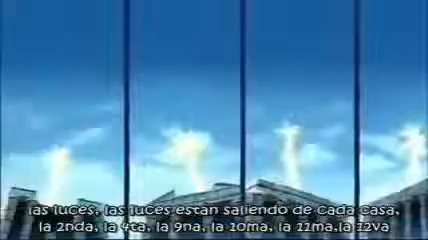 las luces, las luces estan saliendo de cada casa,
la 2nda, la 4ta, la 9na, la 10ma, la 11ma,la 12va